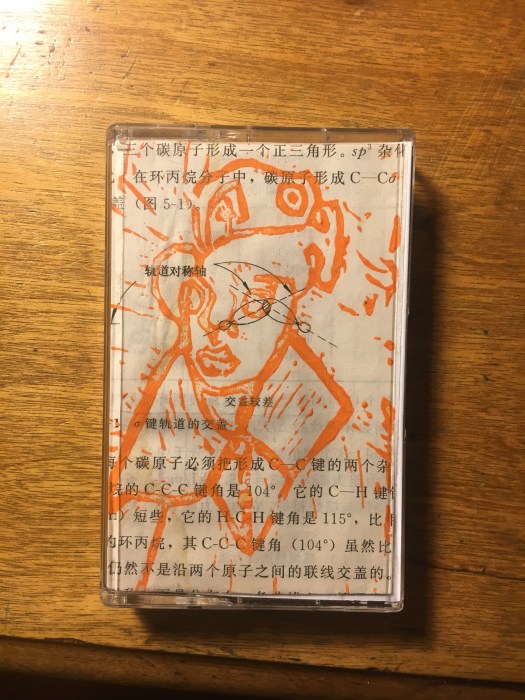 三个碳原子形成一个正三角形。sp³ 杂化
在环丙烷分子中，碳原子形成 C—Cσ
盖（图 5-1）。
轨道对称轴
交盖较差
σ 键轨道的交盖
每个碳原子必须把形成 C—C 键的两个杂
烷的 C-C-C 键角是 104°，它的 C—H 键
）短些，它的 H-C-H 键角是 115°，比
的环丙烷，其 C-C-C 键角（104°）虽然比
仍然不是沿两个原子之间的联线交盖的。